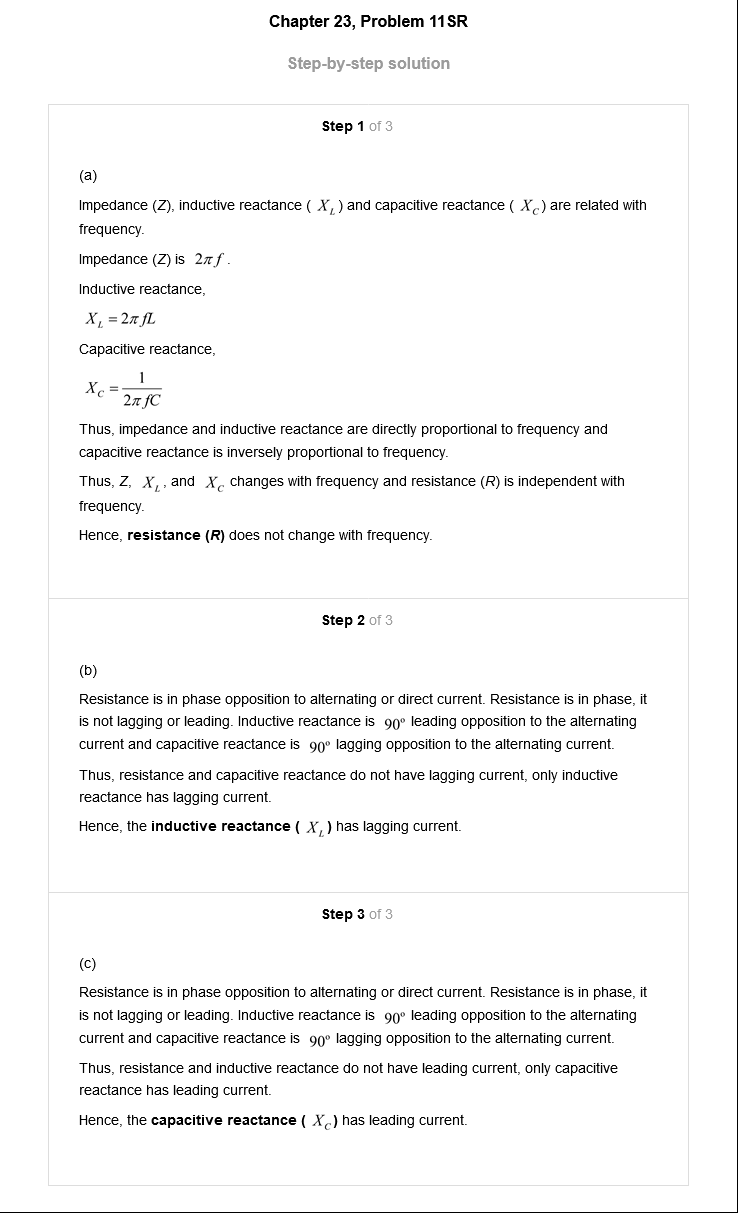 Chapter 23, Problem 11SR
Step-by-step solution
Step 1 of 3
(a)
Impedance (Z), inductive reactance ( X_L ) and capacitive reactance ( X_C ) are related with
frequency.
Impedance (Z) is 2πf .
Inductive reactance,
X_L = 2πfL
Capacitive reactance,
X_C = 1/(2πfC)
Thus, impedance and inductive reactance are directly proportional to frequency and
capacitive reactance is inversely proportional to frequency.
Thus, Z, X_L , and X_C changes with frequency and resistance (R) is independent with
frequency.
Hence, resistance (R) does not change with frequency.
Step 2 of 3
(b)
Resistance is in phase opposition to alternating or direct current. Resistance is in phase, it
is not lagging or leading. Inductive reactance is 90° leading opposition to the alternating
current and capacitive reactance is 90° lagging opposition to the alternating current.
Thus, resistance and capacitive reactance do not have lagging current, only inductive
reactance has lagging current.
Hence, the inductive reactance ( X_L ) has lagging current.
Step 3 of 3
(c)
Resistance is in phase opposition to alternating or direct current. Resistance is in phase, it
is not lagging or leading. Inductive reactance is 90° leading opposition to the alternating
current and capacitive reactance is 90° lagging opposition to the alternating current.
Thus, resistance and inductive reactance do not have leading current, only capacitive
reactance has leading current.
Hence, the capacitive reactance ( X_C ) has leading current.